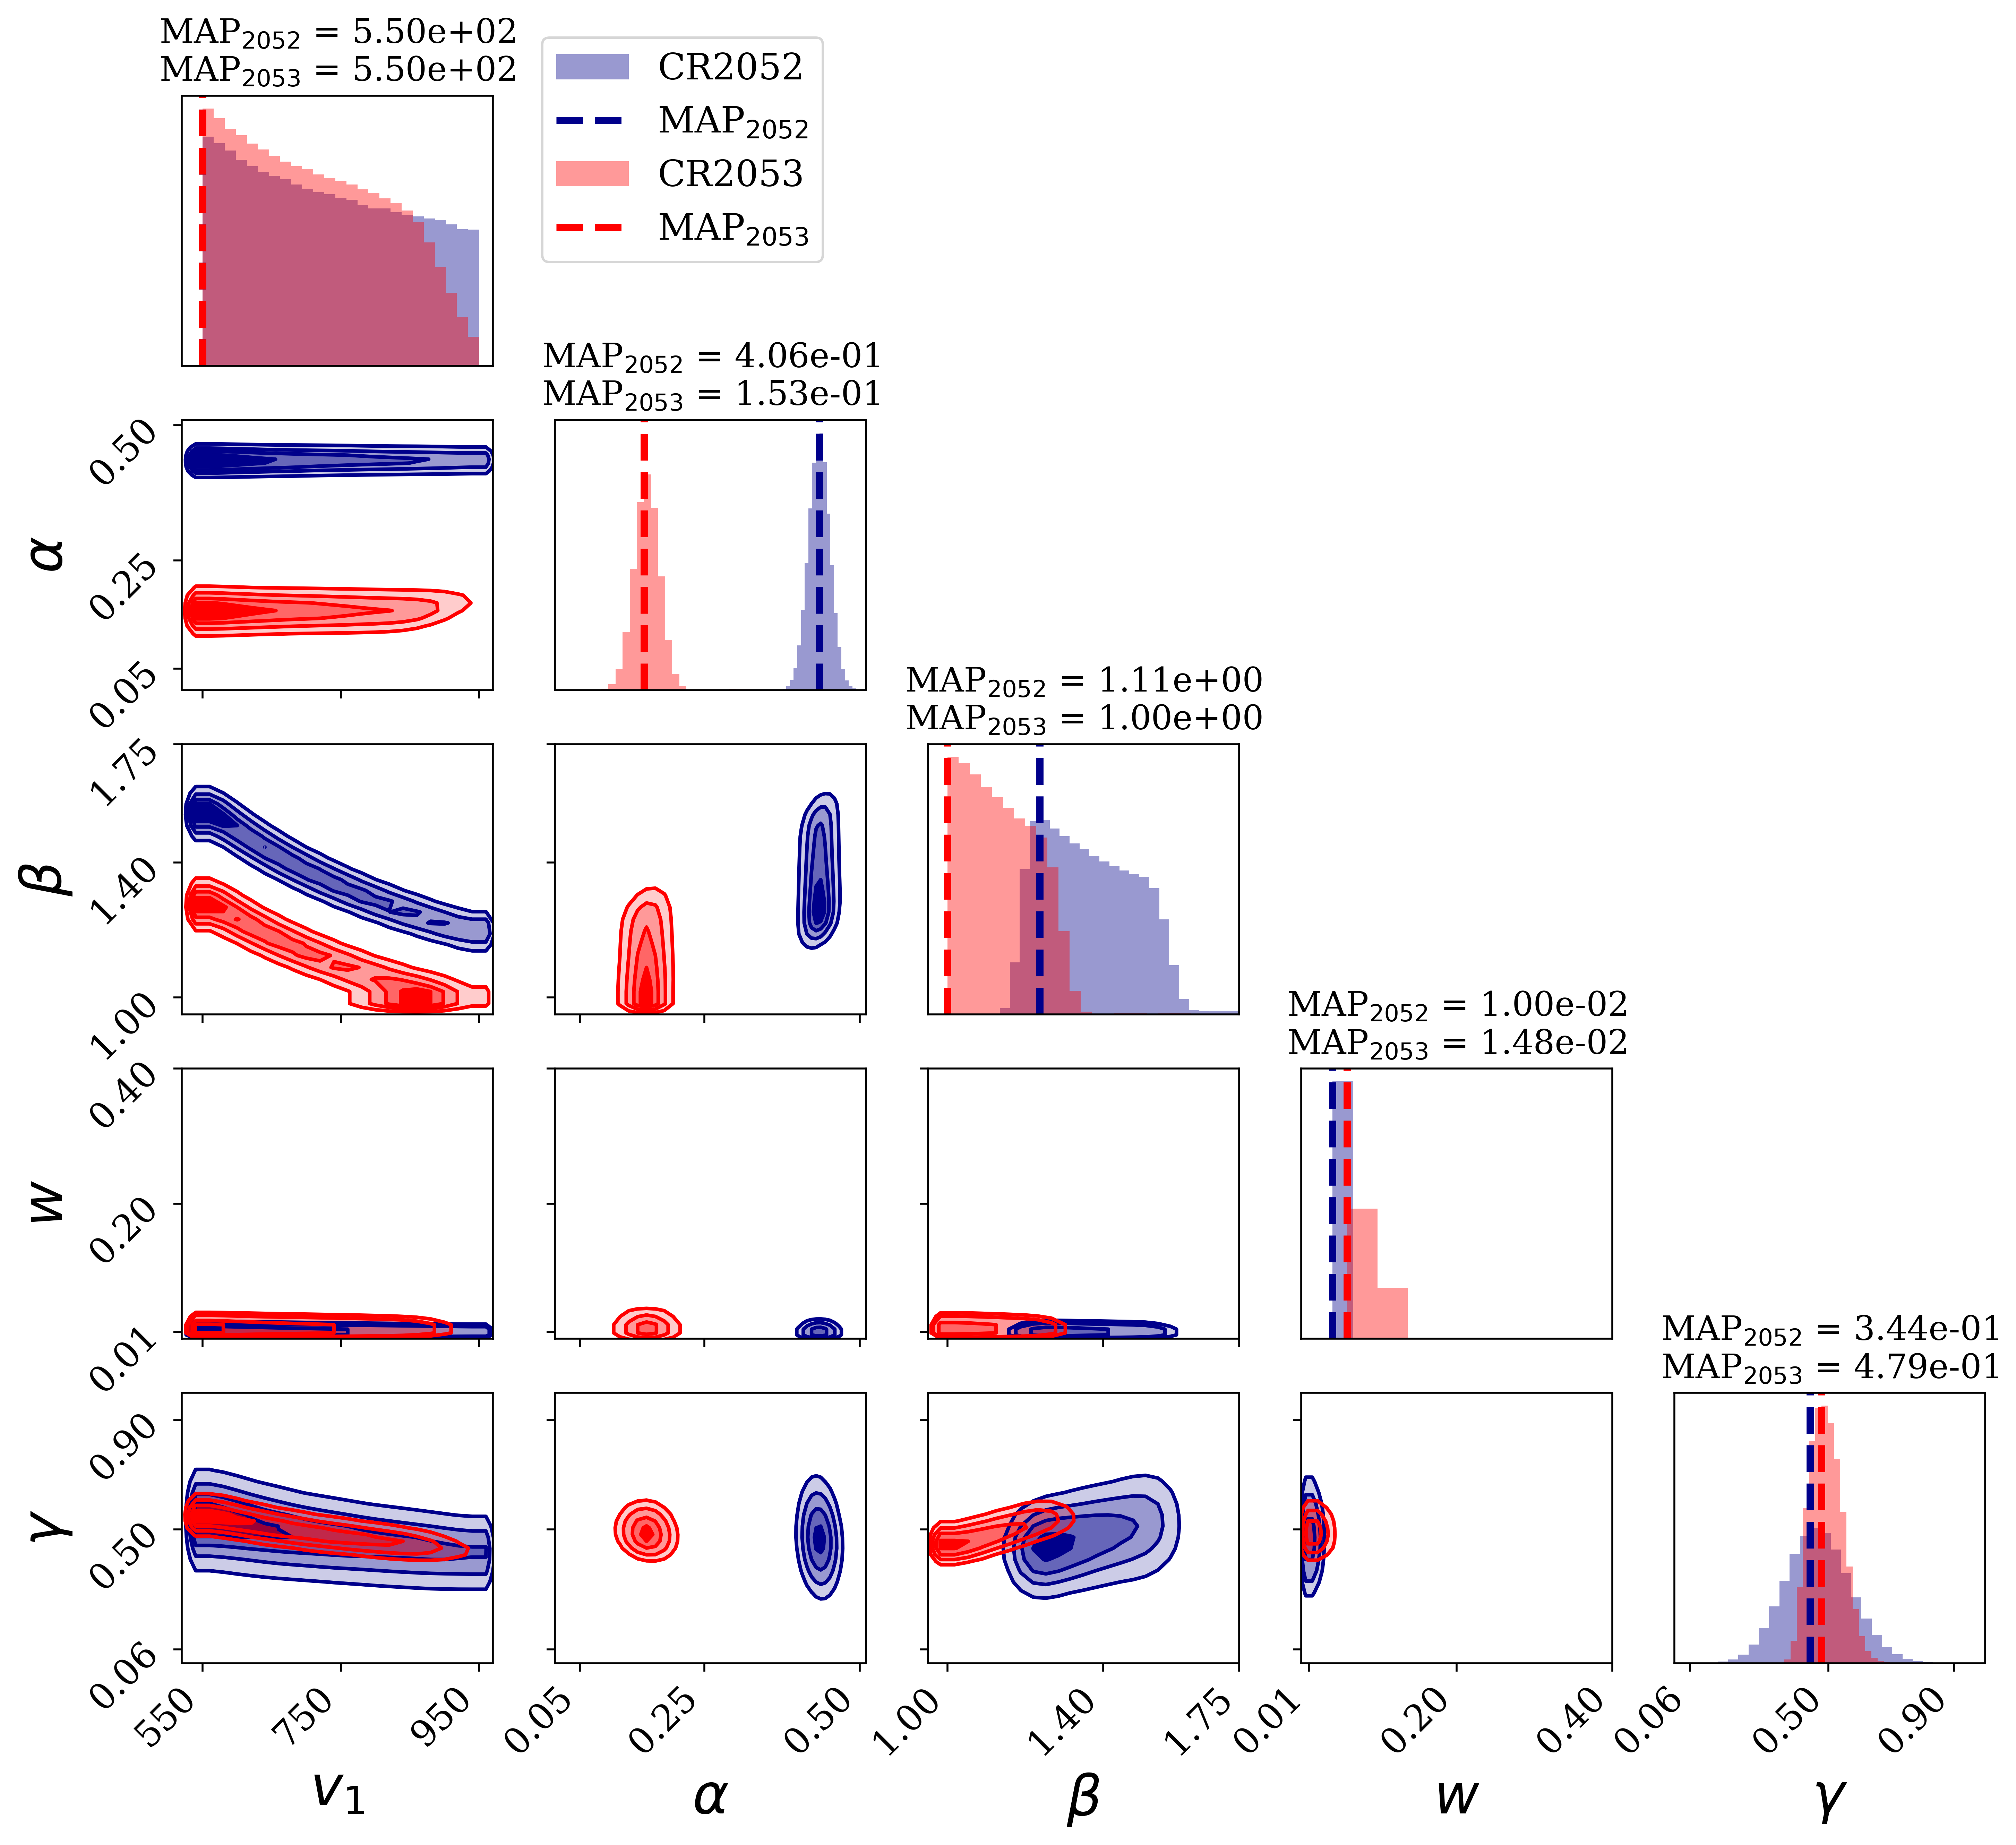 MAP2052 = 5.50e+02
MAP2053 = 5.50e+02
CR2052
MAP2052
CR2053
MAP2053
MAP2052 = 4.06e-01
MAP2053 = 1.53e-01
0.50
0.25
0.05
α
MAP2052 = 1.11e+00
MAP2053 = 1.00e+00
1.75
1.40
1.00
β
MAP2052 = 1.00e-02
MAP2053 = 1.48e-02
0.40
0.20
0.01
w
MAP2052 = 3.44e-01
MAP2053 = 4.79e-01
0.90
0.50
0.06
γ
550 750 950 0.05 0.25 0.50 1.00 1.40 1.75 0.01 0.20 0.40 0.06 0.50 0.90
v1 α β w γ